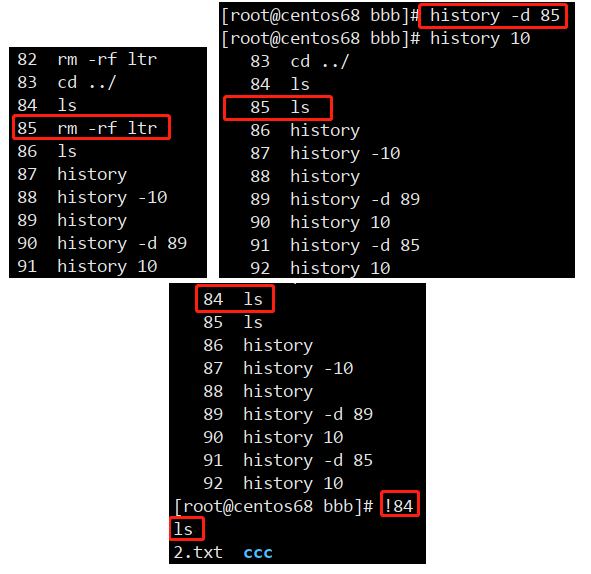 82 rm -rf ltr
83 cd ../
84 ls
85 rm -rf ltr
86 ls
87 history
88 history -10
89 history
90 history -d 89
91 history 10
[root@centos68 bbb]# history -d 85
[root@centos68 bbb]# history 10
83 cd ../
84 ls
85 ls
86 history
87 history -10
88 history
89 history -d 89
90 history 10
91 history -d 85
92 history 10
84 ls
85 ls
86 history
87 history -10
88 history
89 history -d 89
90 history 10
91 history -d 85
92 history 10
[root@centos68 bbb]# !84
ls
2.txt ccc